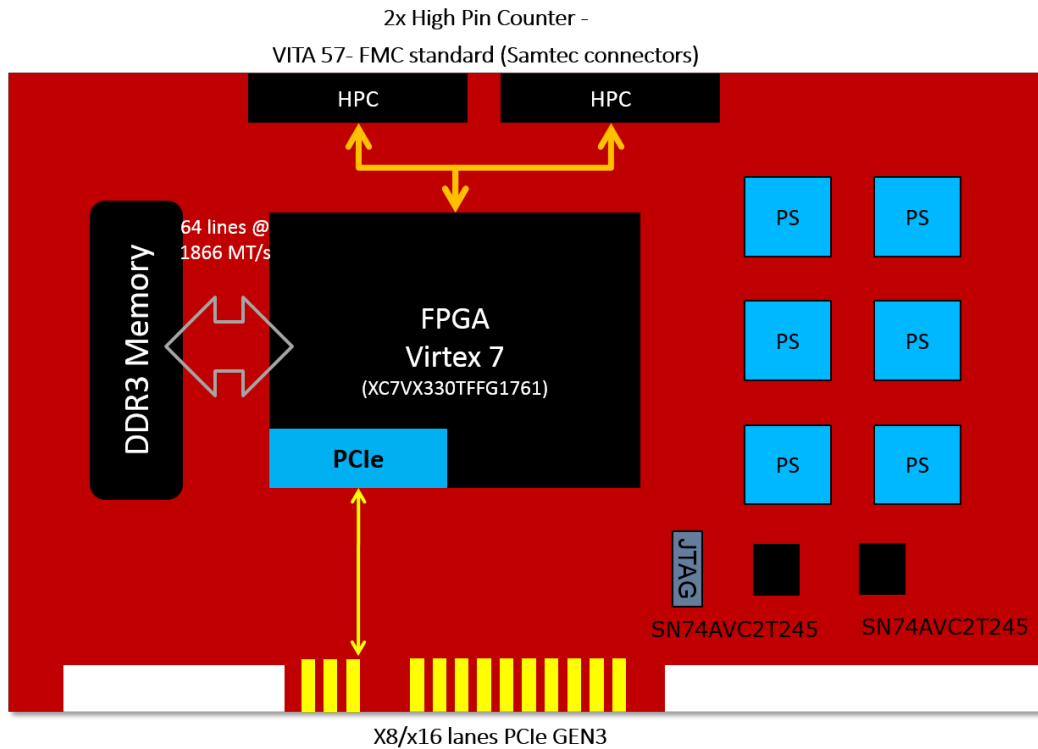 2x High Pin Counter -
VITA 57- FMC standard (Samtec connectors)
HPC
HPC
64 lines @
1866 MT/s
DDR3 Memory
FPGA
Virtex 7
(XC7VX330TFFG1761)
PCIe
PS
PS
PS
PS
PS
PS
JTAG
SN74AVC2T245
SN74AVC2T245
X8/x16 lanes PCIe GEN3